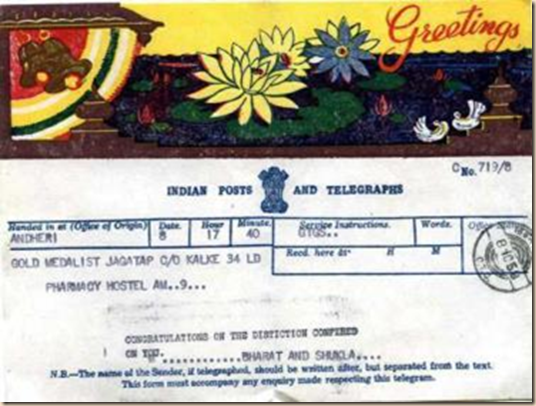 Greetings
CNo. 719/8
INDIAN POSTS AND TELEGRAPHS
Handed in at (Office of Origin) Date. Hour Minute. Service Instructions. Words.
ANDHERI 8 17 40 GTGS..
Recd. here at H M
GOLD MEDALIST JAGATAP C/O KALKE 34 LD
PHARMACY HOSTEL AM..9...
CONGRATULATIONS ON THE DISTICTION CONFERED
ON YOU.............BHARAT AND SHUKLA....
N.B.—The name of the Sender, if telegraphed, should be written after, but separated from the text.
This form must accompany any enquiry made respecting this telegram.